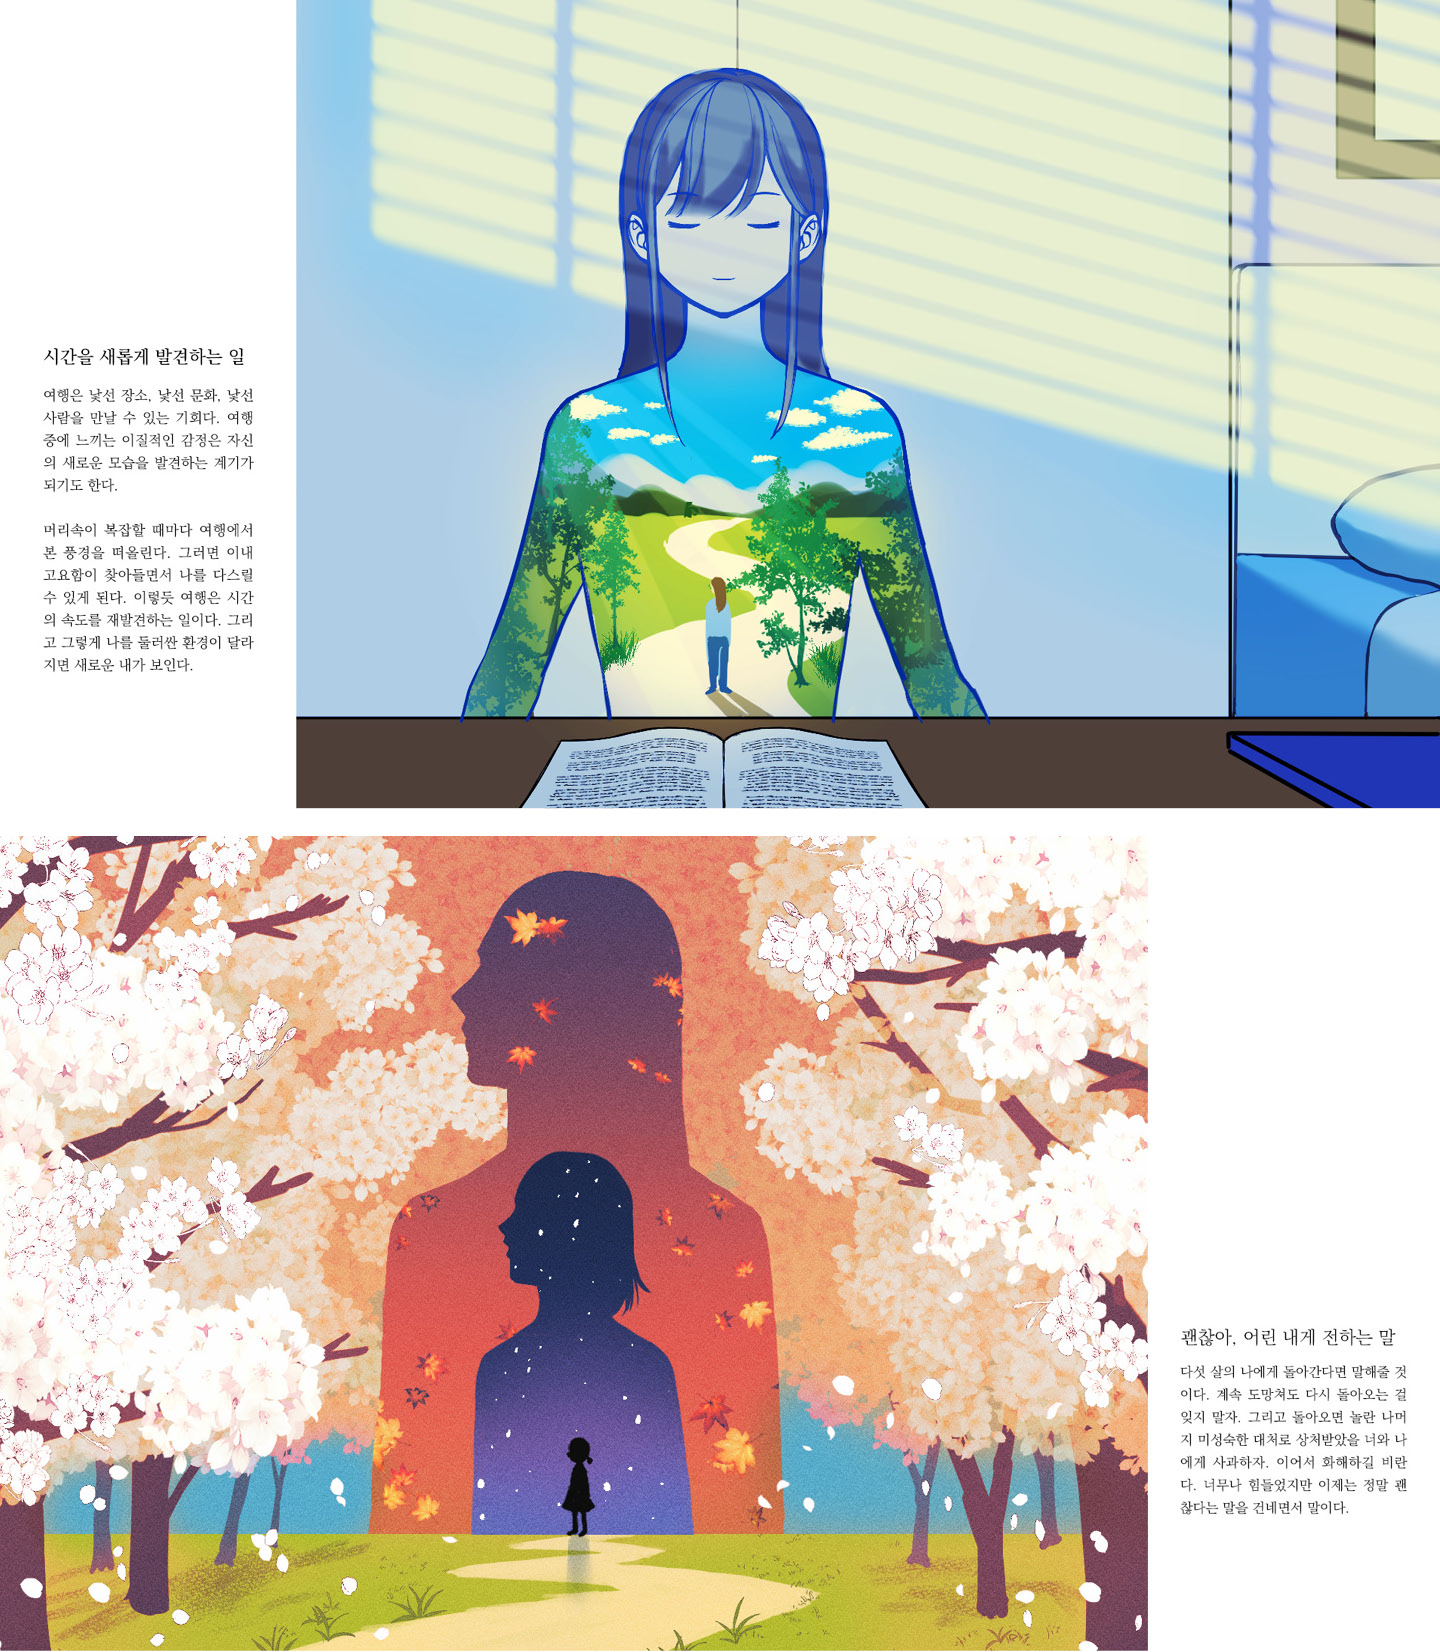 시간을 새롭게 발견하는 일
여행은 낯선 장소, 낯선 문화, 낯선
사람을 만날 수 있는 기회다. 여행
중에 느끼는 이질적인 감정은 자신
의 새로운 모습을 발견하는 계기가
되기도 한다.
머리속이 복잡할 때마다 여행에서
본 풍경을 떠올린다. 그러면 이내
고요함이 찾아들면서 나를 다스릴
수 있게 된다. 이렇듯 여행은 시간
의 속도를 재발견하는 일이다. 그리
고 그렇게 나를 둘러싼 환경이 달라
지면 새로운 내가 보인다.
괜찮아, 어린 내게 전하는 말
다섯 살의 나에게 돌아간다면 말해줄 것
이다. 계속 도망쳐도 다시 돌아오는 걸
잊지 말자. 그리고 돌아오면 놀란 나머
지 미성숙한 대처로 상처받았을 너와 나
에게 사과하자. 이어서 화해하길 바란
다. 너무나 힘들었지만 이제는 정말 괜
찮다는 말을 건네면서 말이다.